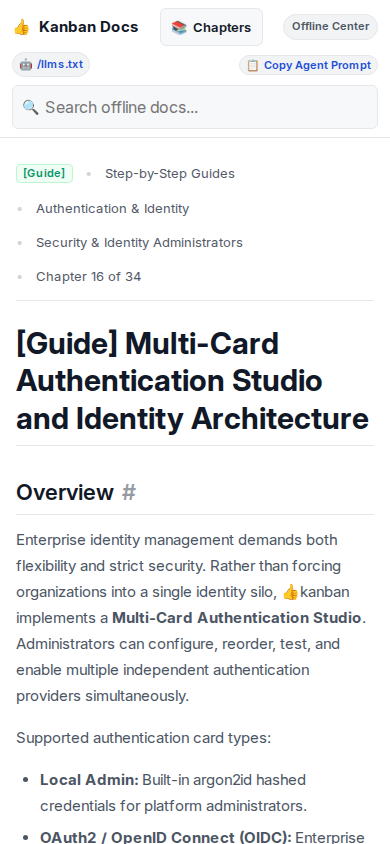 👍 Kanban Docs
📚 Chapters
Offline Center
🤖 /llms.txt
📋 Copy Agent Prompt
🔍 Search offline docs...
[Guide] • Step-by-Step Guides
• Authentication & Identity
• Security & Identity Administrators
• Chapter 16 of 34
[Guide] Multi-Card
Authentication Studio
and Identity Architecture
Overview #
Enterprise identity management demands both
flexibility and strict security. Rather than forcing
organizations into a single identity silo, 👍kanban
implements a Multi-Card Authentication Studio.
Administrators can configure, reorder, test, and
enable multiple independent authentication
providers simultaneously.
Supported authentication card types:
• Local Admin: Built-in argon2id hashed
credentials for platform administrators.
• OAuth2 / OpenID Connect (OIDC): Enterprise